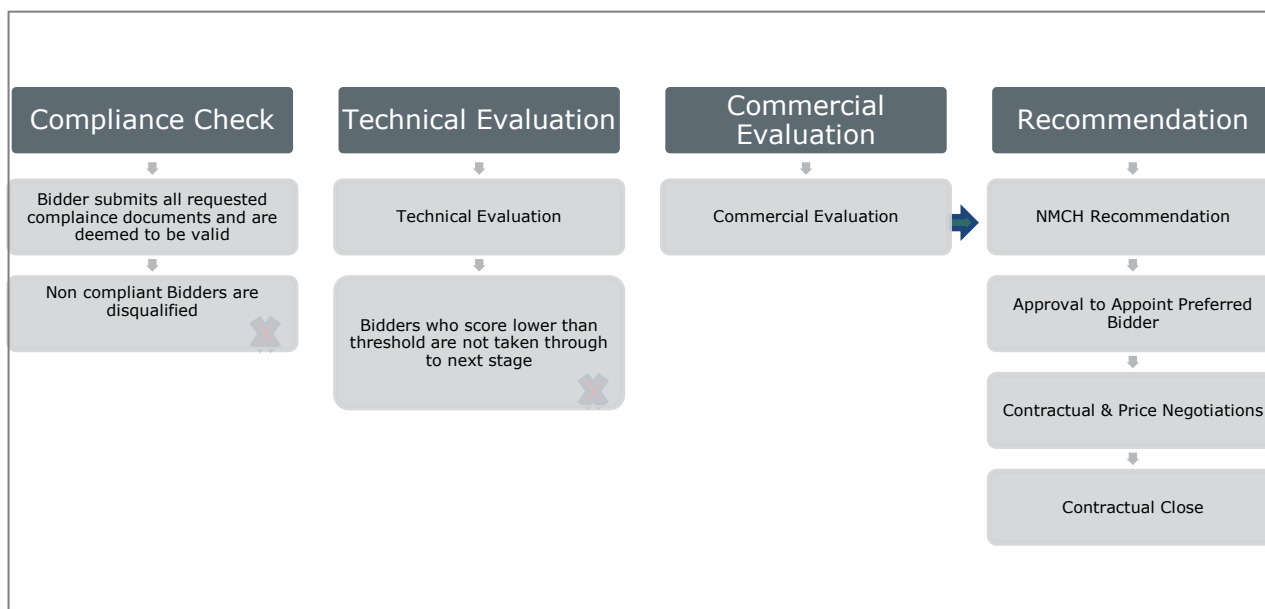 Compliance Check
Bidder submits all requested
complaince documents and are
deemed to be valid
Non compliant Bidders are
disqualified
Technical Evaluation
Technical Evaluation
Bidders who score lower than
threshold are not taken through
to next stage
Commercial
Evaluation
Commercial Evaluation
Recommendation
NMCH Recommendation
Approval to Appoint Preferred
Bidder
Contractual & Price Negotiations
Contractual Close